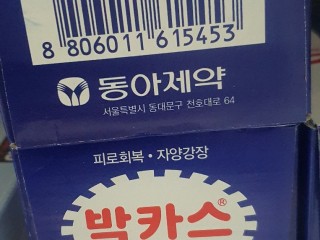 8 806011 615453
동아제약
서울특별시 동대문구 천호대로 64
피로회복 · 자양강장
박카스®